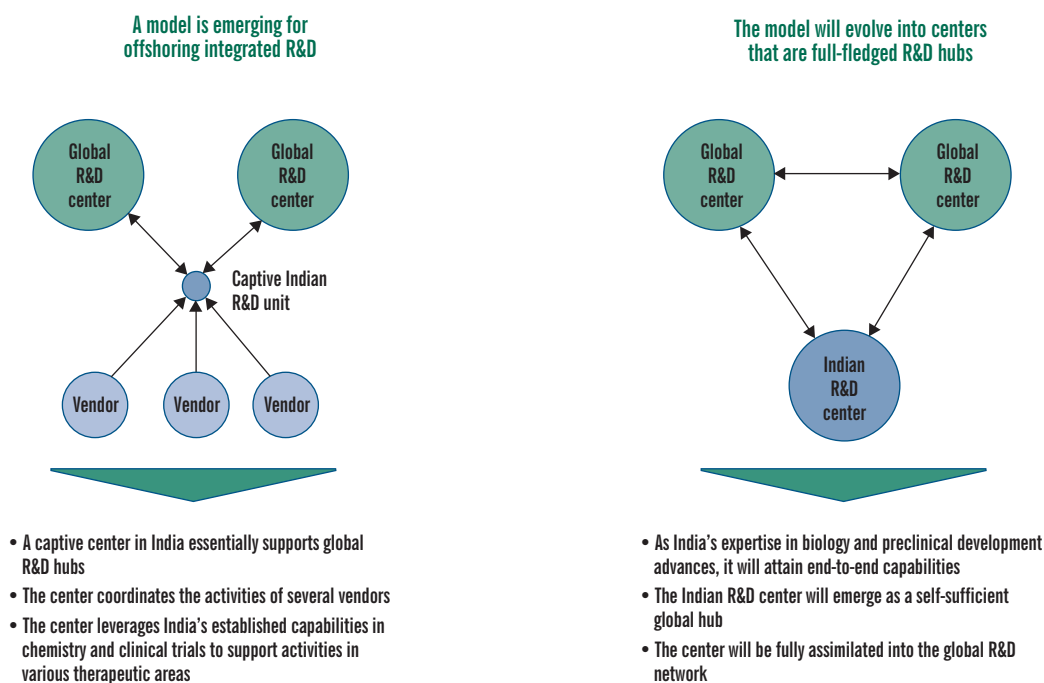 A model is emerging for
offshoring integrated R&D
Global
R&D
center
Global
R&D
center
Captive Indian
R&D unit
Vendor
Vendor
Vendor
• A captive center in India essentially supports global
R&D hubs
• The center coordinates the activities of several vendors
• The center leverages India's established capabilities in
chemistry and clinical trials to support activities in
various therapeutic areas
The model will evolve into centers
that are full-fledged R&D hubs
Global
R&D
center
Global
R&D
center
Indian
R&D
center
• As India's expertise in biology and preclinical development
advances, it will attain end-to-end capabilities
• The Indian R&D center will emerge as a self-sufficient
global hub
• The center will be fully assimilated into the global R&D
network